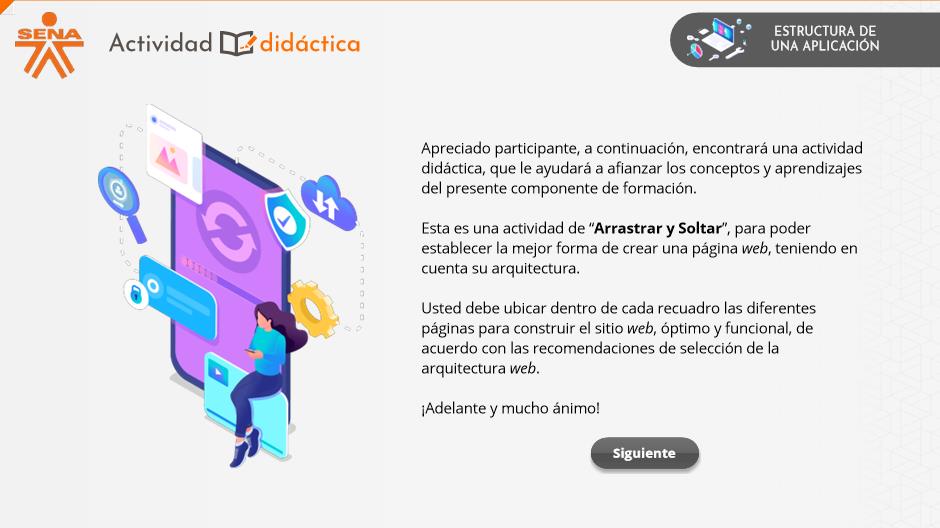 SENA
Actividad didáctica
ESTRUCTURA DE
UNA APLICACIÓN
Apreciado participante, a continuación, encontrará una actividad
didáctica, que le ayudará a afianzar los conceptos y aprendizajes
del presente componente de formación.
Esta es una actividad de “Arrastrar y Soltar”, para poder
establecer la mejor forma de crear una página web, teniendo en
cuenta su arquitectura.
Usted debe ubicar dentro de cada recuadro las diferentes
páginas para construir el sitio web, óptimo y funcional, de
acuerdo con las recomendaciones de selección de la
arquitectura web.
¡Adelante y mucho ánimo!
Siguiente